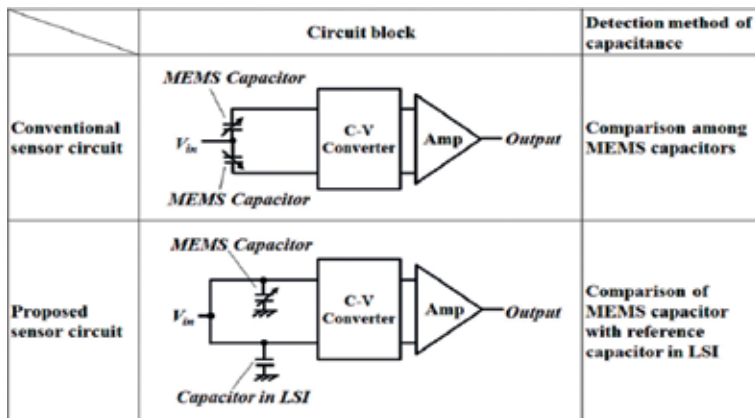 Circuit block
Detection method of
capacitance
Conventional
sensor circuit
MEMS Capacitor
Vin
MEMS Capacitor
C-V
Converter
Amp
Output
Comparison among
MEMS capacitors
Proposed
sensor circuit
MEMS Capacitor
Vin
Capacitor in LSI
C-V
Converter
Amp
Output
Comparison of
MEMS capacitor
with reference
capacitor in LSI